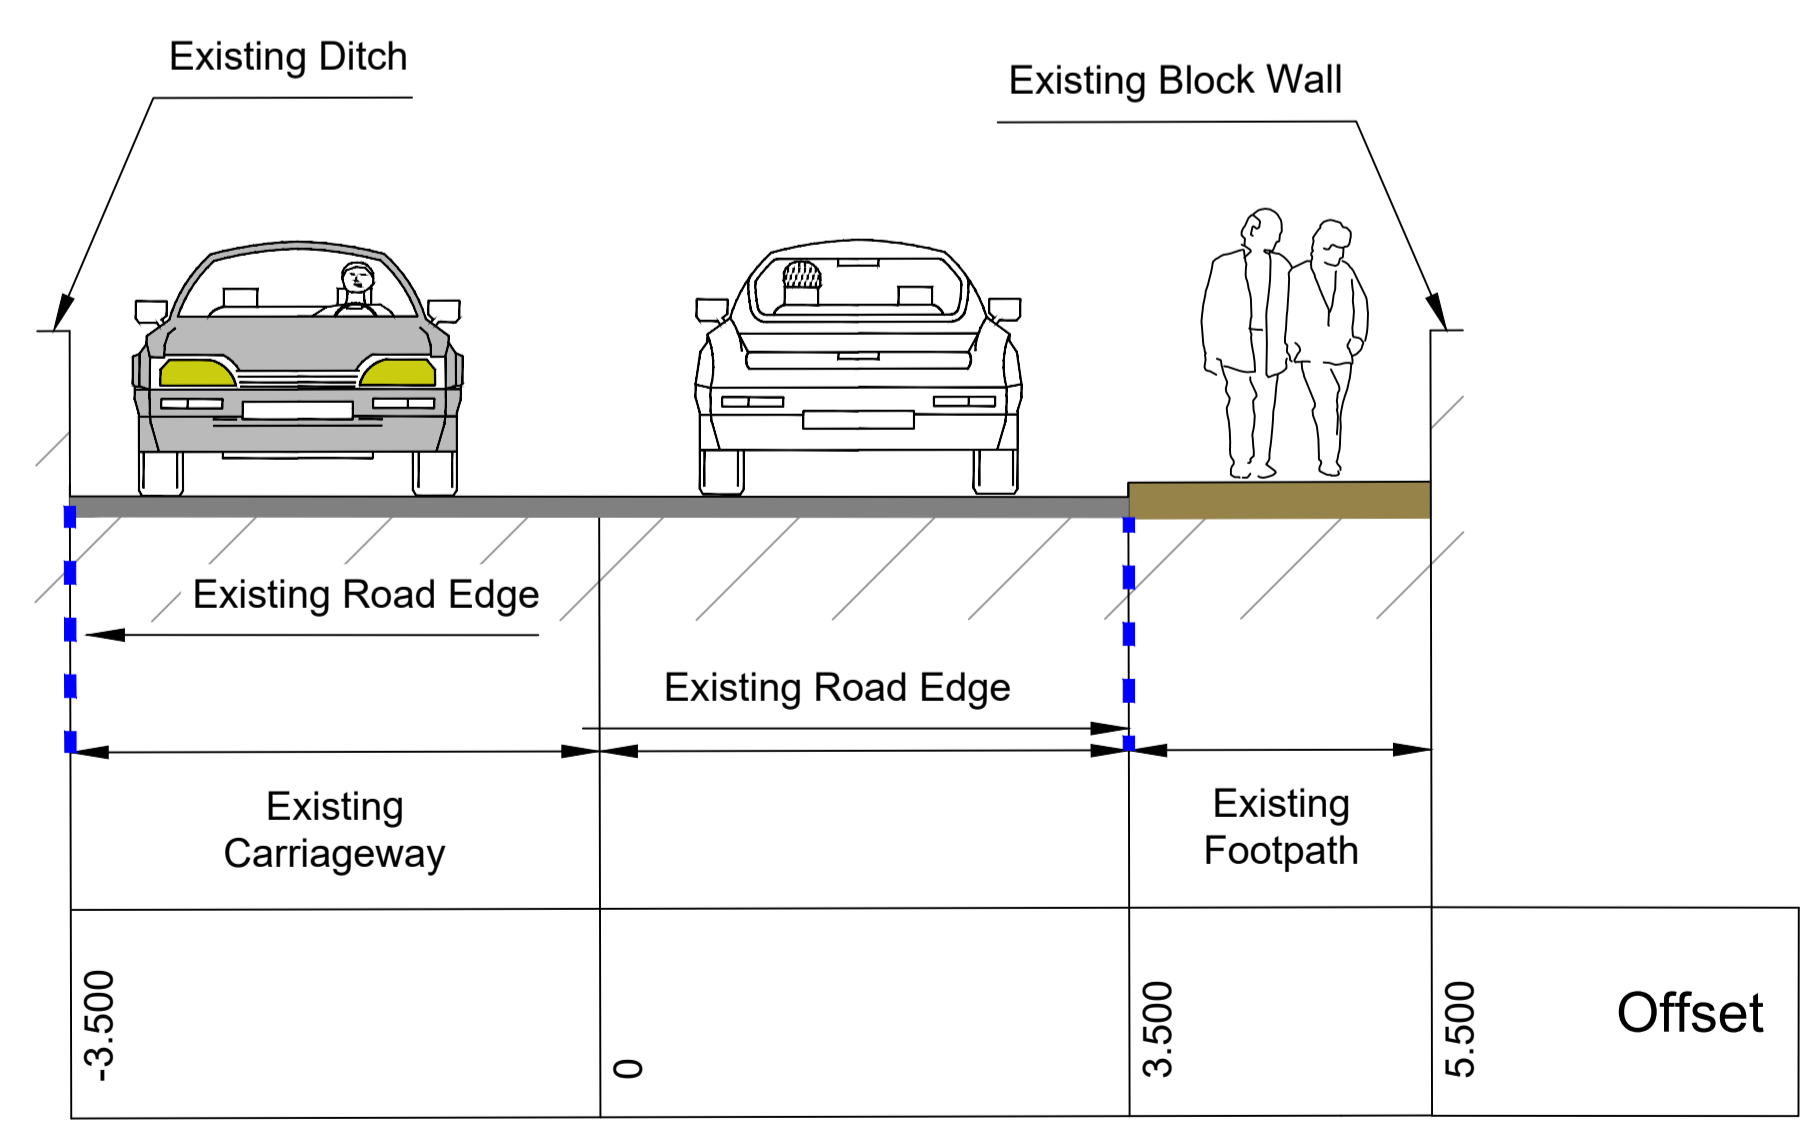 Existing Ditch
Existing Block Wall
Existing Road Edge
Existing Road Edge
Existing
Carriageway
Existing
Footpath
-3.500
0
3.500
5.500
Offset